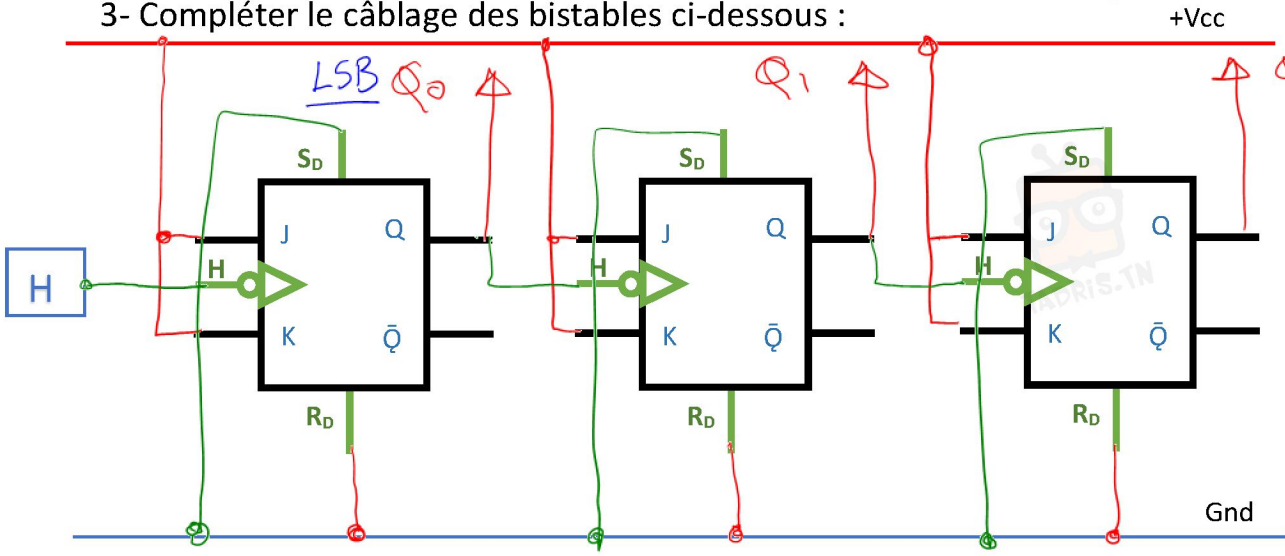 3- Compléter le câblage des bistables ci-dessous :
+Vcc
LSB Q0
Q1
SD
SD
SD
J Q
J Q
J Q
H
H
H
H
K Q̄
K Q̄
K Q̄
RD
RD
RD
Gnd